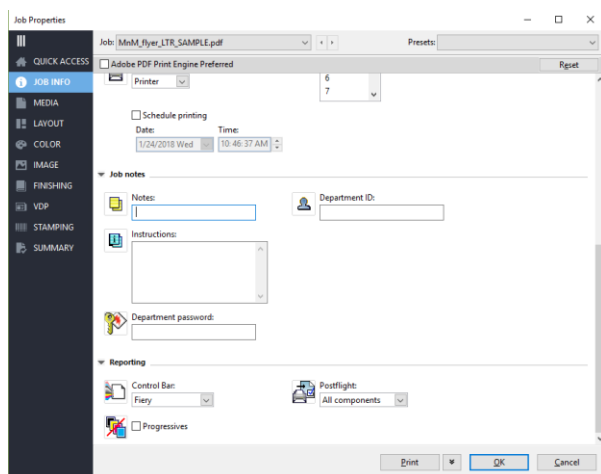 Job Properties
Job: MnM_flyer_LTR_SAMPLE.pdf Presets:
QUICK ACCESS
JOB INFO
MEDIA
LAYOUT
COLOR
IMAGE
FINISHING
VDP
STAMPING
SUMMARY
Adobe PDF Print Engine Preferred Reset
Printer
6
7
Schedule printing
Date: Time:
1/24/2018 Wed 10:46:37 AM
Job notes
Notes: Department ID:
Instructions:
Department password:
Reporting
Control Bar: Postflight:
Fiery All components
Progressives
Print OK Cancel